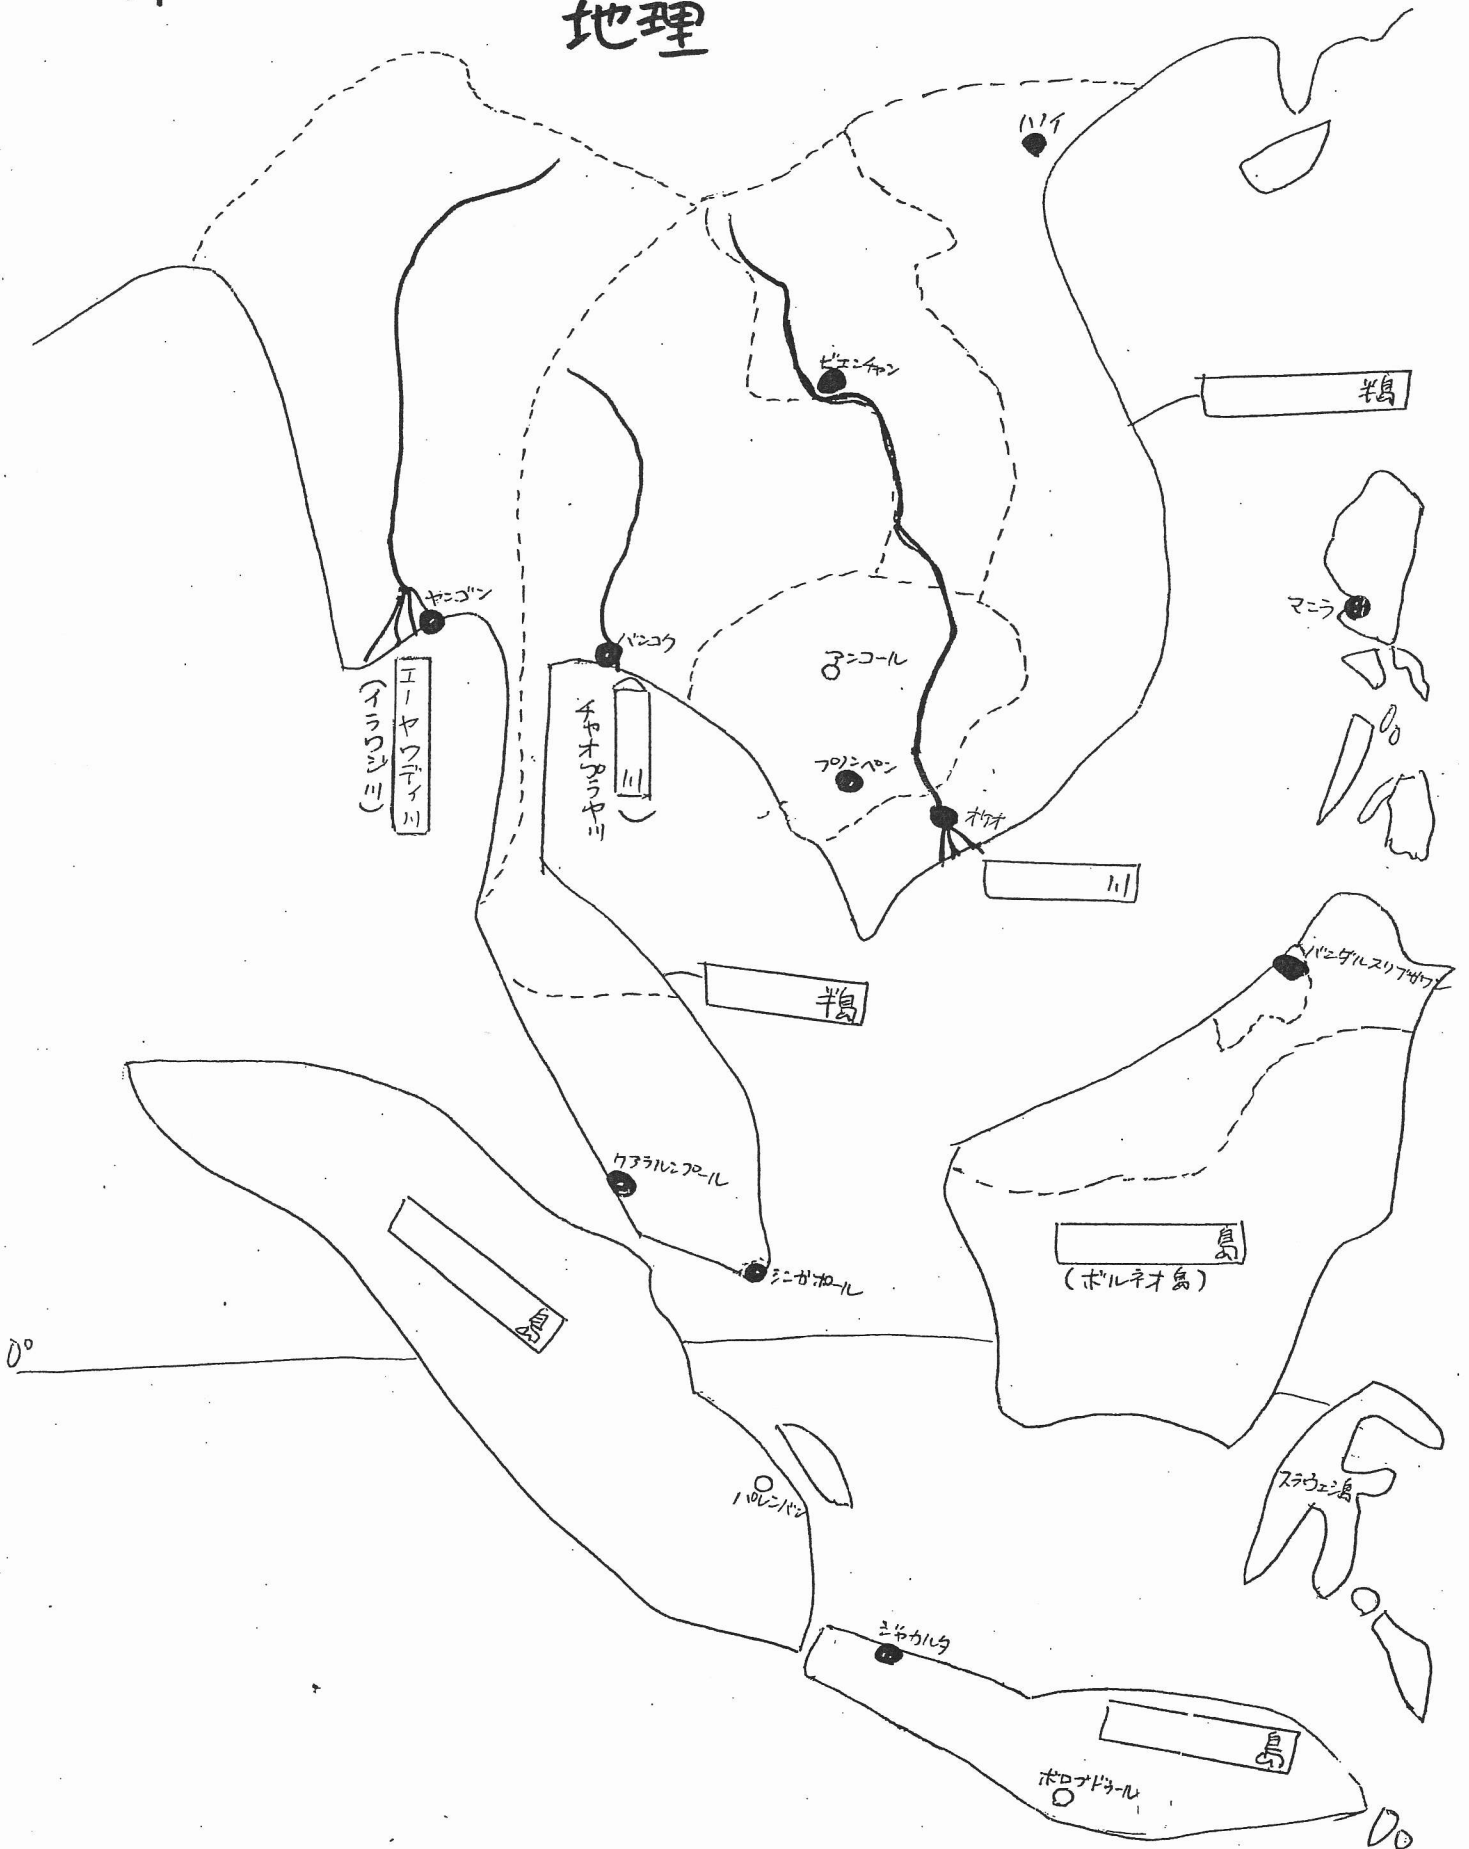 地理
ハノイ
ビエンチャン
半島
ヤンゴン
マニラ
バンコク
アンコール
エーヤワディ川
(イラワジ川)
チャオプラヤ川
(川)
プノンペン
オケオ
川
バンダルスリブガワン
半島
クアラルンプール
島
(ボルネオ島)
シンガポール
島
0°
スラウェシ島
パレンバン
ジャカルタ
島
ボロブドゥール